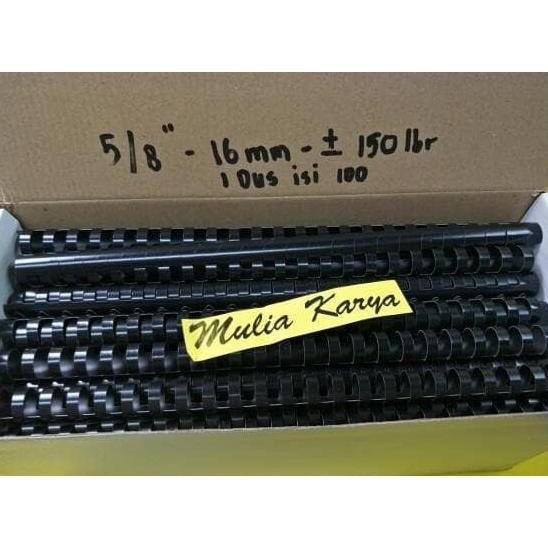 5/8" - 16mm - ± 150 lbr
1 Dus isi 100
Mulia Karya